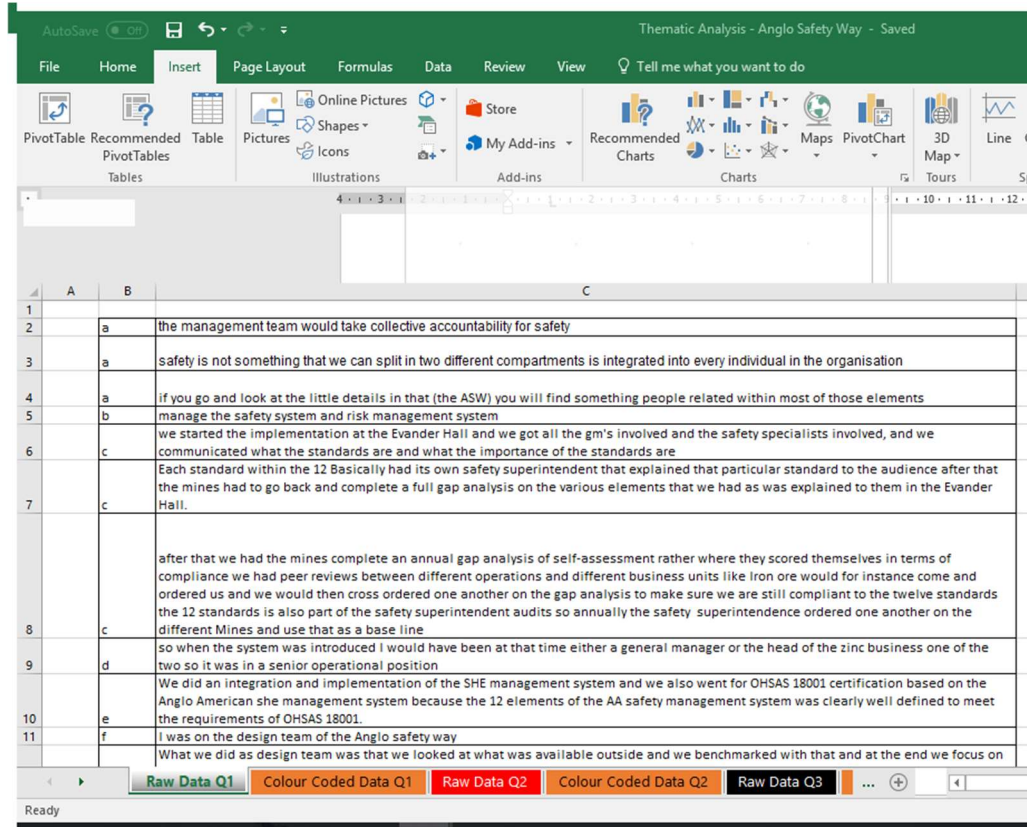 AutoSave Off Thematic Analysis - Anglo Safety Way - Saved
File Home Insert Page Layout Formulas Data Review View Tell me what you want to do
PivotTable Recommended PivotTables Table
Pictures Online Pictures
Shapes
Icons
Store
My Add-ins
Recommended Charts
Maps PivotChart 3D Map Line
Tables Illustrations Add-ins Charts Tours
4 3 2 1 1 2 3 4 5 6 7 8 9 10 11 12
A B C
1
2 a the management team would take collective accountability for safety
3 a safety is not something that we can split in two different compartments is integrated into every individual in the organisation
4 a if you go and look at the little details in that (the ASW) you will find something people related within most of those elements
5 b manage the safety system and risk management system
we started the implementation at the Evander Hall and we got all the gm's involved and the safety specialists involved, and we
6 c communicated what the standards are and what the importance of the standards are
Each standard within the 12 Basically had its own safety superintendent that explained that particular standard to the audience after that
the mines had to go back and complete a full gap analysis on the various elements that we had as was explained to them in the Evander
7 c Hall.
after that we had the mines complete an annual gap analysis of self-assessment rather where they scored themselves in terms of
compliance we had peer reviews between different operations and different business units like Iron ore would for instance come and
ordered us and we would then cross ordered one another on the gap analysis to make sure we are still compliant to the twelve standards
the 12 standards is also part of the safety superintendent audits so annually the safety superintendence ordered one another on the
8 c different Mines and use that as a base line
so when the system was introduced I would have been at that time either a general manager or the head of the zinc business one of the
9 d two so it was in a senior operational position
We did an integration and implementation of the SHE management system and we also went for OHSAS 18001 certification based on the
Anglo American she management system because the 12 elements of the AA safety management system was clearly well defined to meet
10 e the requirements of OHSAS 18001.
11 f I was on the design team of the Anglo safety way
What we did as design team was that we looked at what was available outside and we benchmarked with that and at the end we focus on
Raw Data Q1 Colour Coded Data Q1 Raw Data Q2 Colour Coded Data Q2 Raw Data Q3 ...
Ready